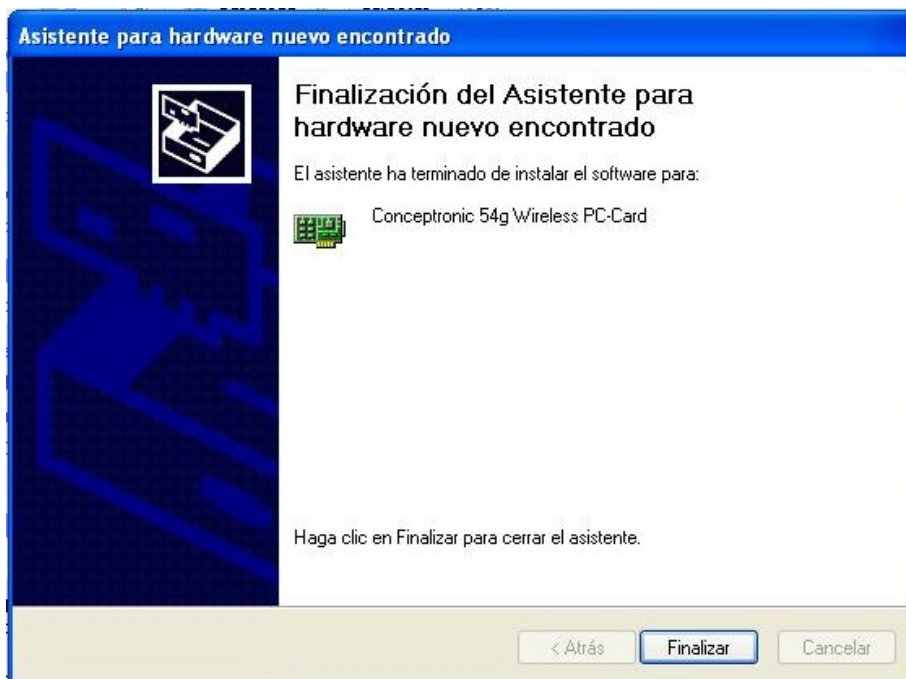 Asistente para hardware nuevo encontrado
Finalización del Asistente para
hardware nuevo encontrado
El asistente ha terminado de instalar el software para:
Conceptronic 54g Wireless PC-Card
Haga clic en Finalizar para cerrar el asistente.
< Atrás
Finalizar
Cancelar